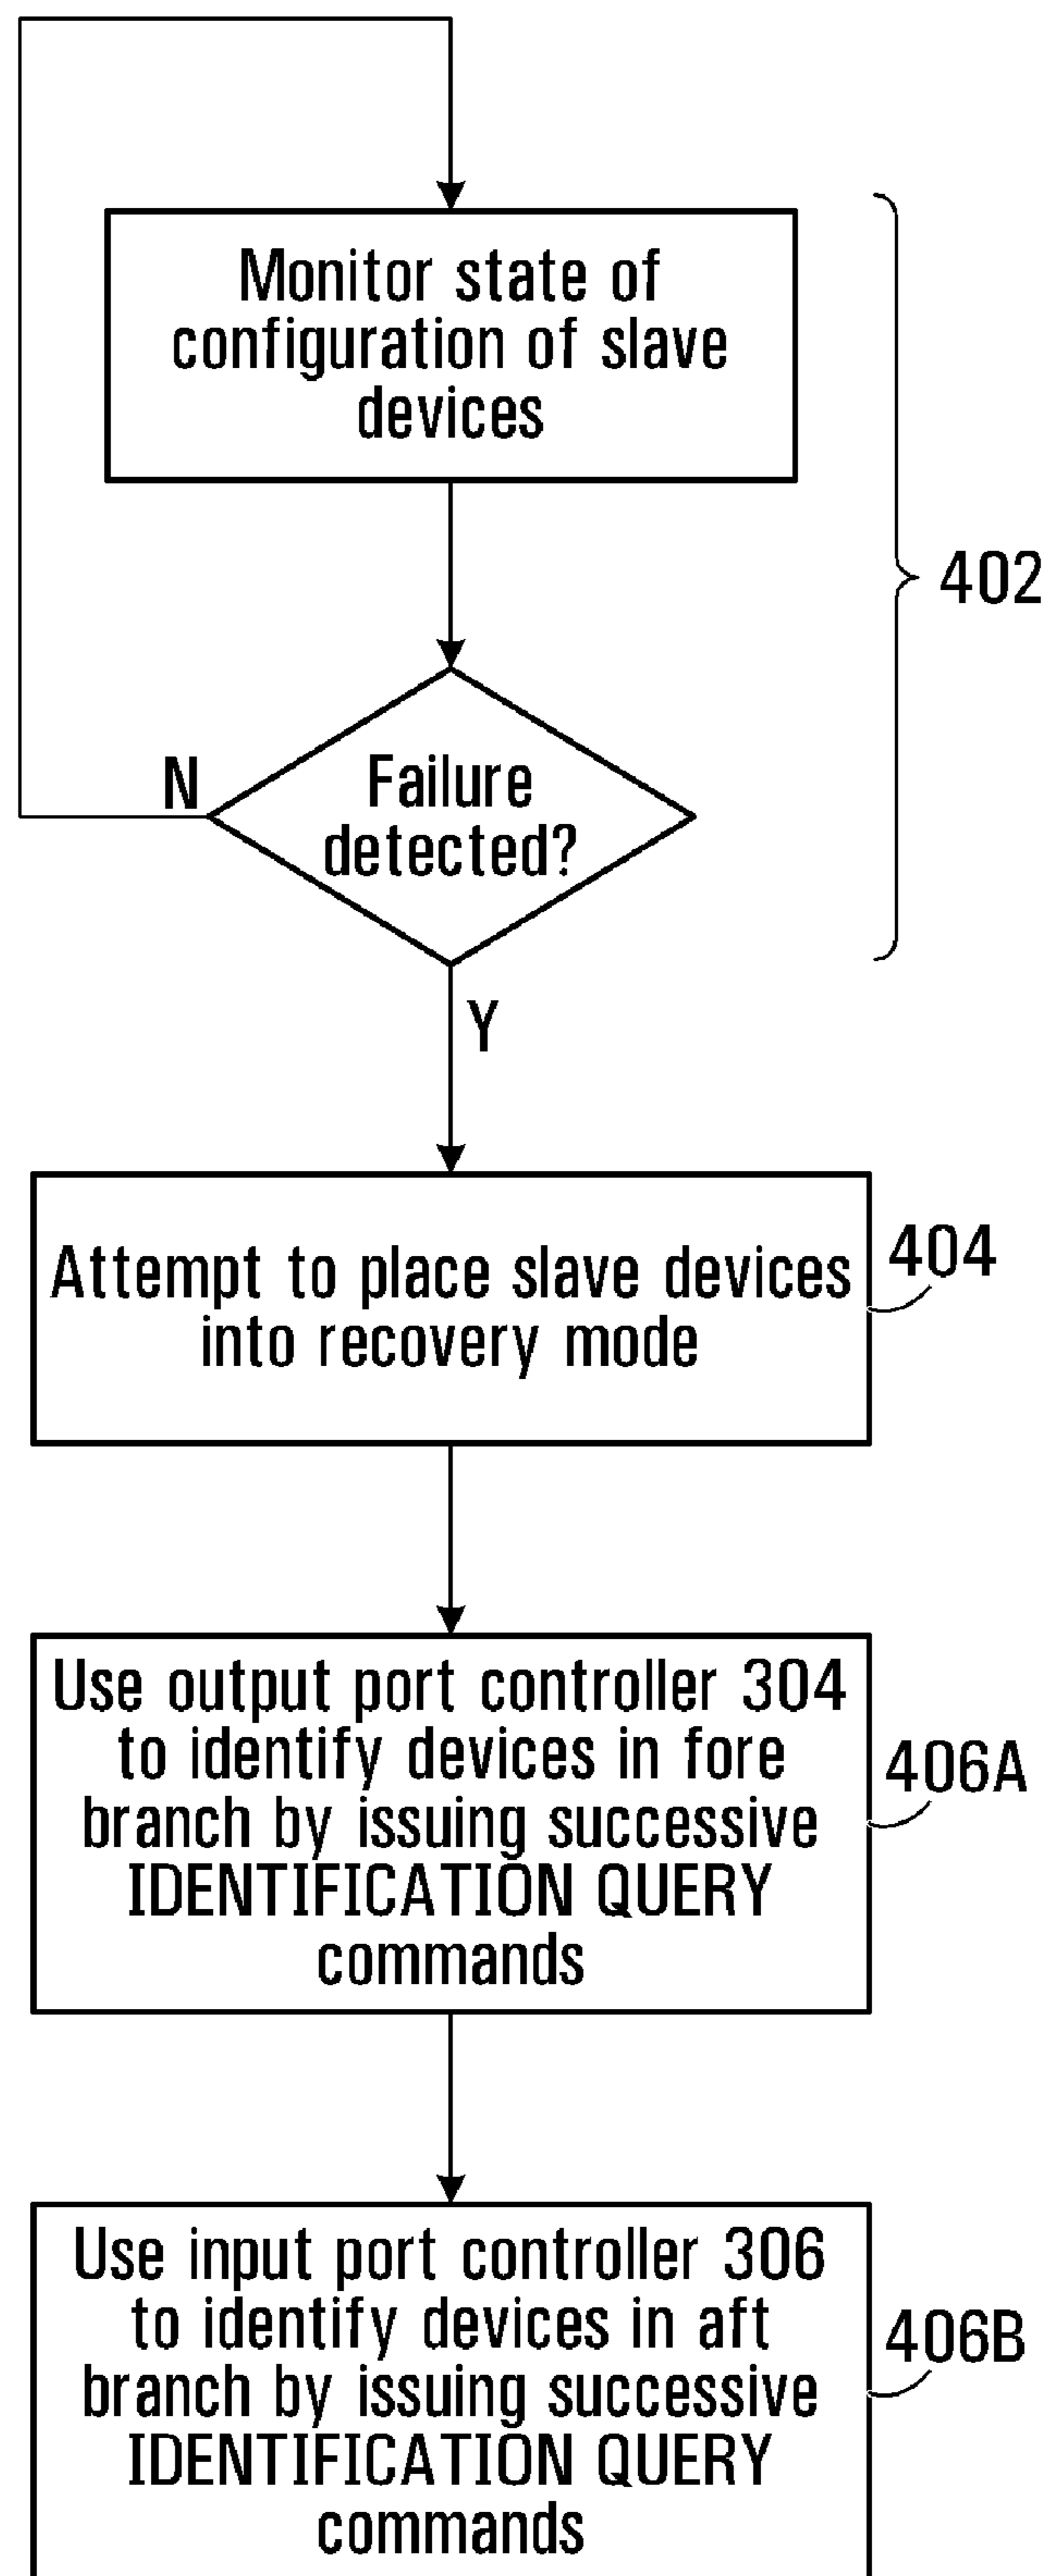 Monitor state of
configuration of slave
devices
402
N
Failure
detected?
Y
Attempt to place slave devices
into recovery mode
404
Use output port controller 304
to identify devices in fore
branch by issuing successive
IDENTIFICATION QUERY
commands
406A
Use input port controller 306
to identify devices in aft
branch by issuing successive
IDENTIFICATION QUERY
commands
406B